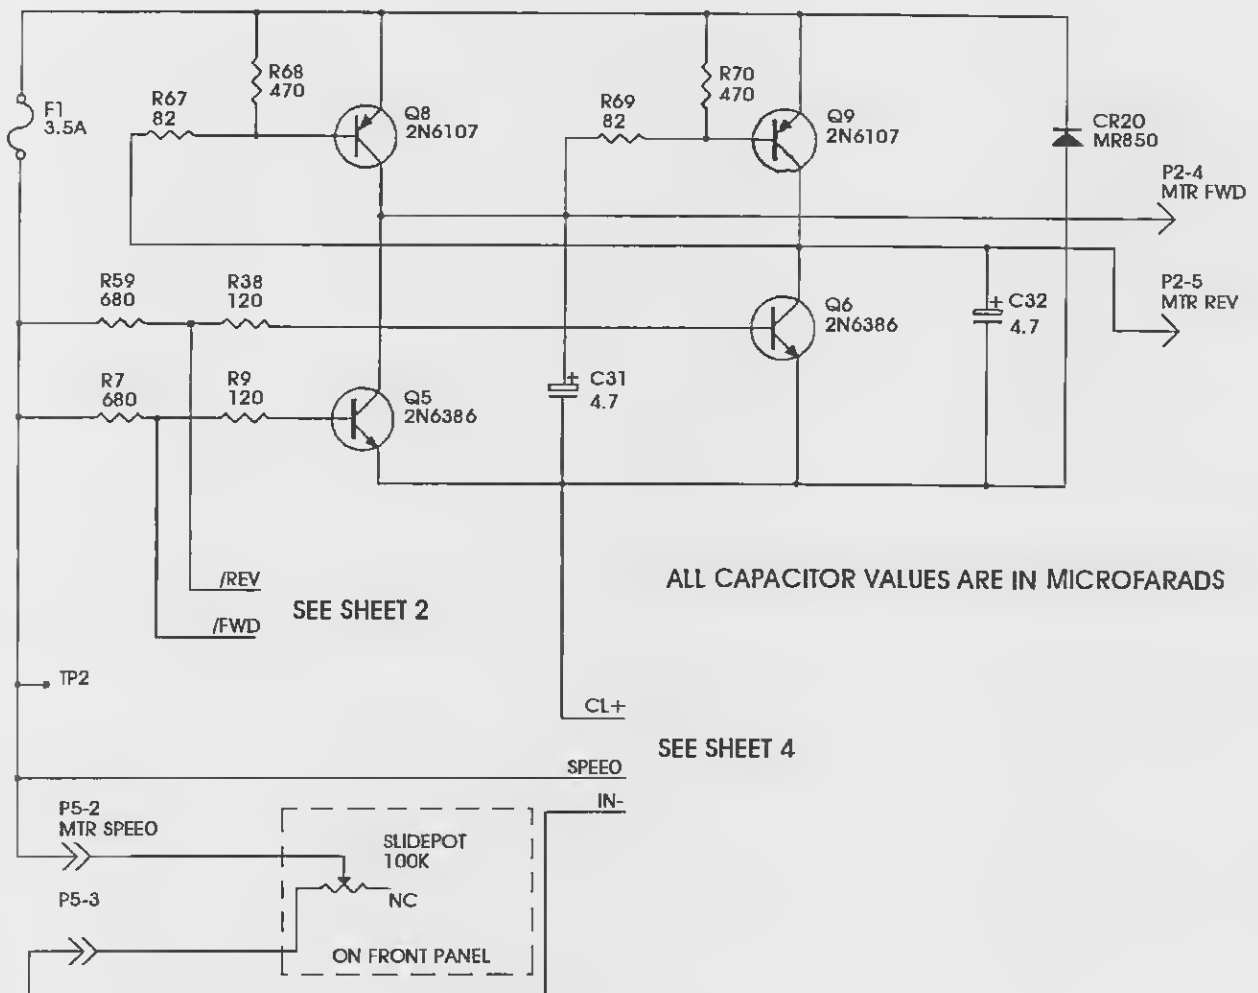 F1
3.5A
R67
82
R68
470
Q8
2N6107
R69
82
R70
470
Q9
2N6107
CR20
MR850
P2-4
MTR FWD
R59
680
R38
120
Q6
2N6386
C32
4.7
P2-5
MTR REV
R7
680
R9
120
Q5
2N6386
C31
4.7
/REV
/FWD
SEE SHEET 2
ALL CAPACITOR VALUES ARE IN MICROFARADS
TP2
CL+
SEE SHEET 4
SPEEO
IN-
P5-2
MTR SPEEO
SLIDEPOT
100K
NC
P5-3
ON FRONT PANEL